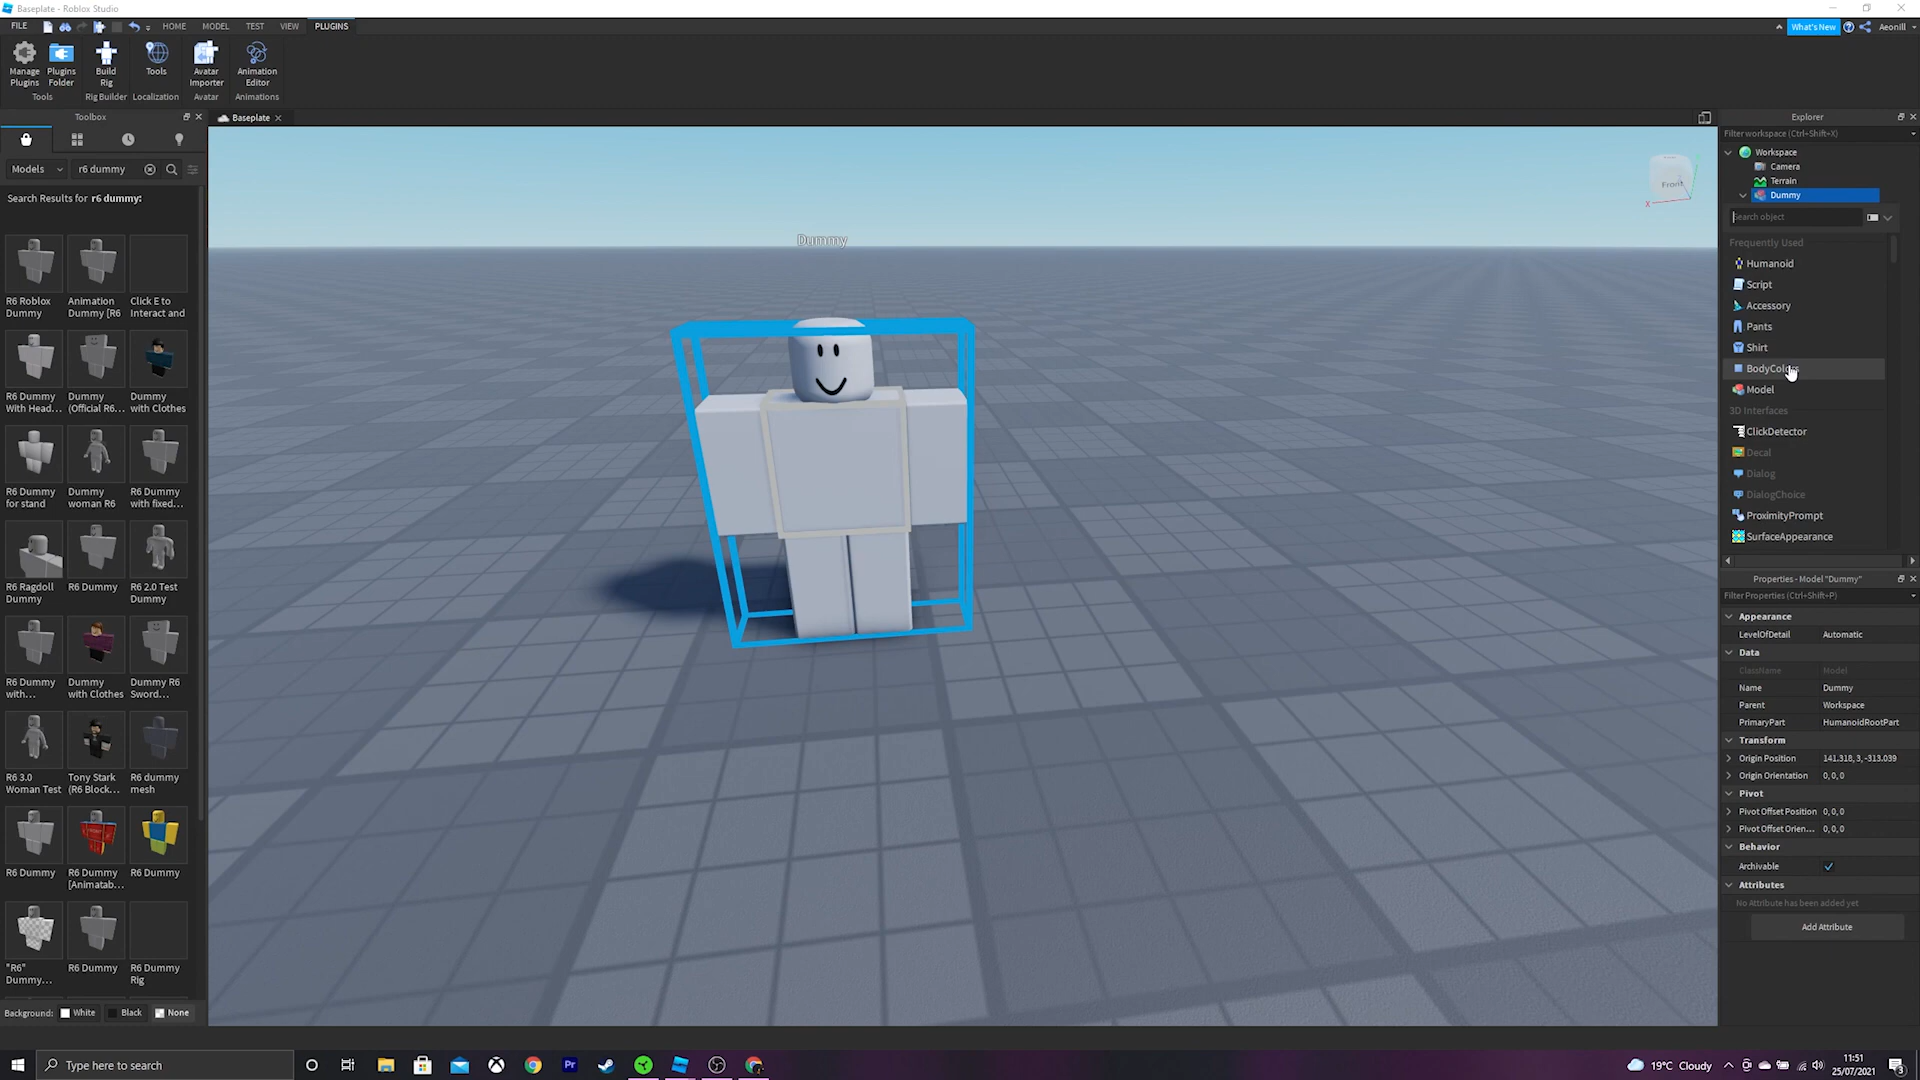 Baseplate - Roblox Studio
FILE HOME MODEL TEST VIEW PLUGINS
What's New Aeonill
Manage Plugins
Plugins Folder
Build Rig
Tools
Avatar Importer
Animation Editor
Tools Rig Builder Localization Avatar Animations
Toolbox
Models r6 dummy
Search Results for r6 dummy:
R6 Roblox Dummy
Animation Dummy [R6
Click E to Interact and
R6 Dummy With Head...
Dummy (Official R6...
Dummy with Clothes
R6 Dummy for stand
Dummy woman R6
R6 Dummy with fixed...
R6 Ragdoll Dummy
R6 Dummy
R6 2.0 Test Dummy
R6 Dummy with...
Dummy with Clothes
Dummy R6 Sword...
R6 3.0 Woman Test
Tony Stark (R6 Block...
R6 dummy mesh
R6 Dummy
R6 Dummy [Animatab...
R6 Dummy
"R6" Dummy...
R6 Dummy
R6 Dummy Rig
Background: White Black None
Baseplate
Dummy
Front
X
Explorer
Filter workspace (Ctrl+Shift+X)
Workspace
Camera
Terrain
Dummy
Search object
Frequently Used
Humanoid
Script
Accessory
Pants
Shirt
BodyColors
Model
3D Interfaces
ClickDetector
Decal
Dialog
DialogChoice
ProximityPrompt
SurfaceAppearance
Properties - Model "Dummy"
Filter Properties (Ctrl+Shift+P)
Appearance
LevelOfDetail Automatic
Data
ClassName Model
Name Dummy
Parent Workspace
PrimaryPart HumanoidRootPart
Transform
Origin Position 141.318, 3, -313.039
Origin Orientation 0, 0, 0
Pivot
Pivot Offset Position 0, 0, 0
Pivot Offset Orien... 0, 0, 0
Behavior
Archivable
Attributes
No Attribute has been added yet
Add Attribute
Type here to search
Pr
19°C Cloudy
11:51
25/07/2021
3